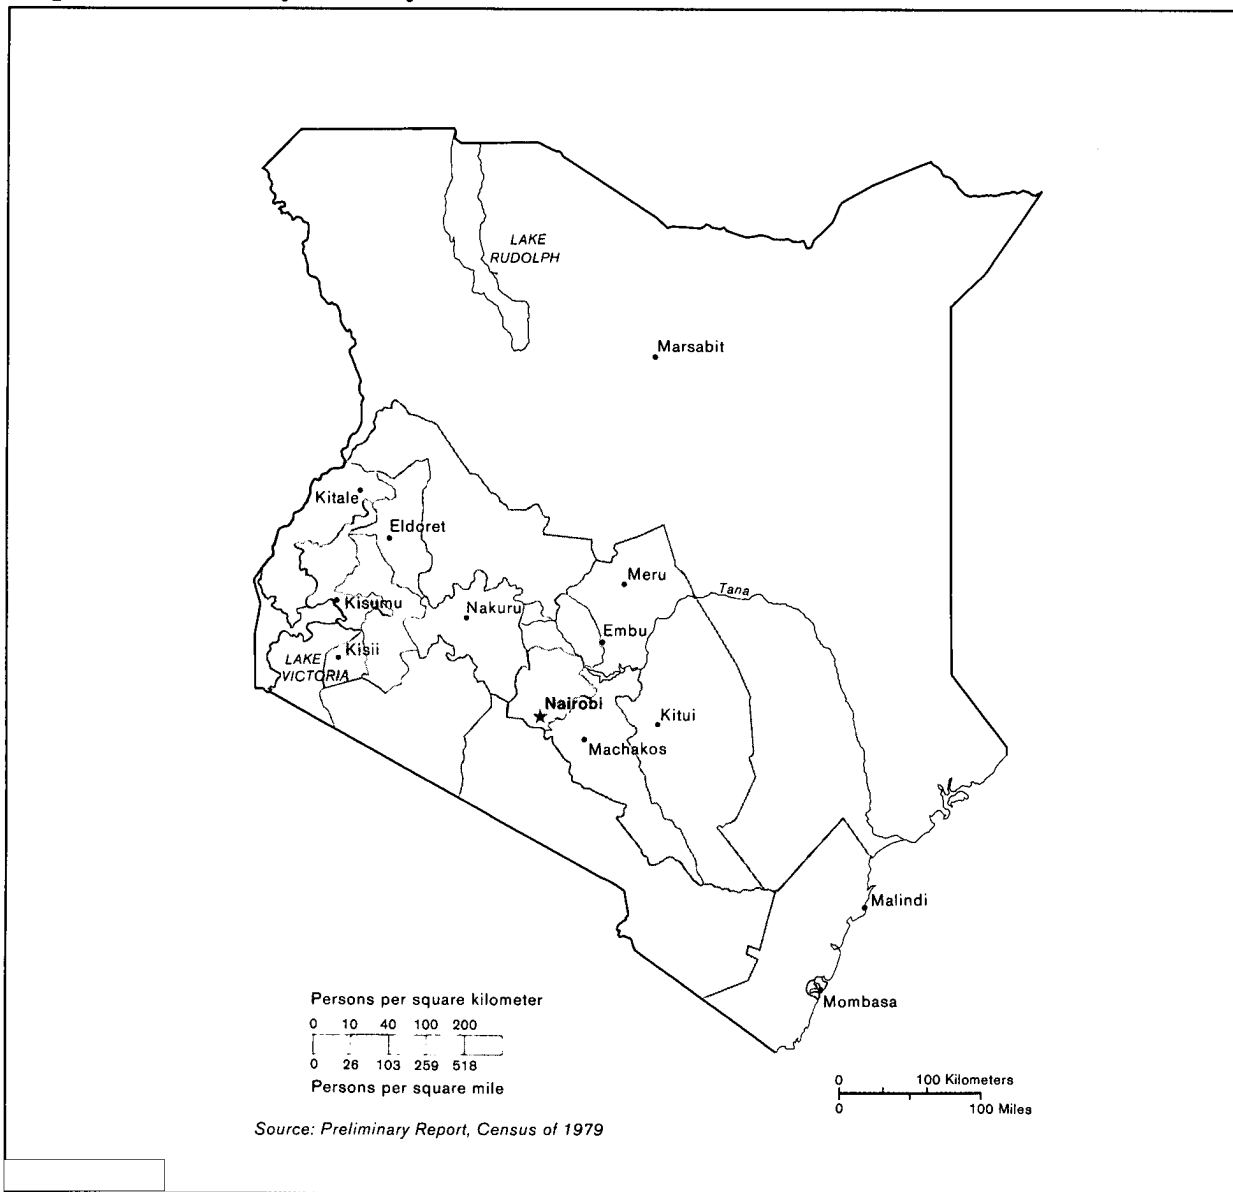 LAKE
RUDOLPH
Marsabit
Kitale
Eldoret
Meru
Tana
Kisumu
Nakuru
Embu
Kisii
LAKE
VICTORIA
Nairobi
Kitui
Machakos
Malindi
Mombasa
Persons per square kilometer
0 10 40 100 200
0 26 103 259 518
Persons per square mile
0 100 Kilometers
0 100 Miles
Source: Preliminary Report, Census of 1979